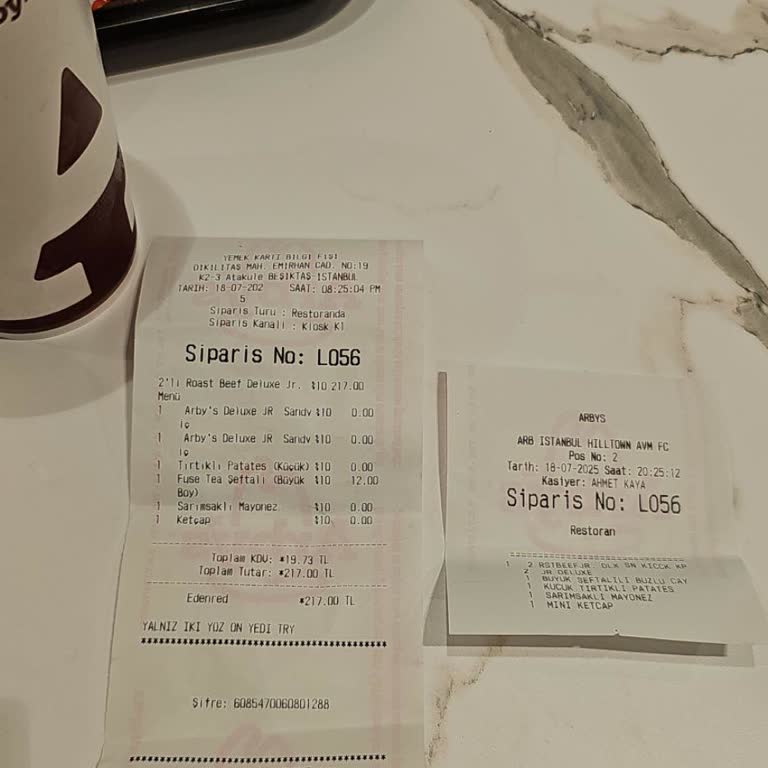 by
YEMEK KARTI BILGI FISI
DIKILITAS MAH. EMIRHAN CAD. NO:19
K2-3 Atakule BEŞIKTAŞ-ISTANBUL
TARIH: 18-07-202 SAAT: 08:25:04 PM
5
Siparis Turu : Restoranda
Siparis Kanali : Kiosk K1
Siparis No: L056
2'li Roast Beef Deluxe Jr. %10 217.00
Menü
1 Arby's Deluxe JR Sandv %10 0.00
iç
1 Arby's Deluxe JR Sandv %10 0.00
iç
1 Tırtıklı Patates (Küçük) %10 0.00
1 Fuse Tea Şeftali (Büyük 12.00
Boy)
1 Sarımsaklı Mayonez %10 0.00
1 Ketçap %10 0.00
Toplam KDV: *19.73 TL
Toplam Tutar: *217.00 TL
Edenred *217.00 TL
YALNIZ IKI YUZ ON YEDI TRY
Şifre: 6085470060801288
ARBYS
ARB ISTANBUL HILLTOWN AVM FC
Pos No: 2
Tarih: 18-07-2025 Saat: 20:25:12
Kasiyer: AHMET KAYA
Siparis No: L056
Restoran
1 2 RSTBEEFJR DLX SN KICCK KP
2 JR DELUXE
1 BUYUK SEFTALILI BUZLU CAY
1 KUCUK TIRTIKLI PATATES
1 SARIMSAKLI MAYONEZ
1 MINI KETCAP